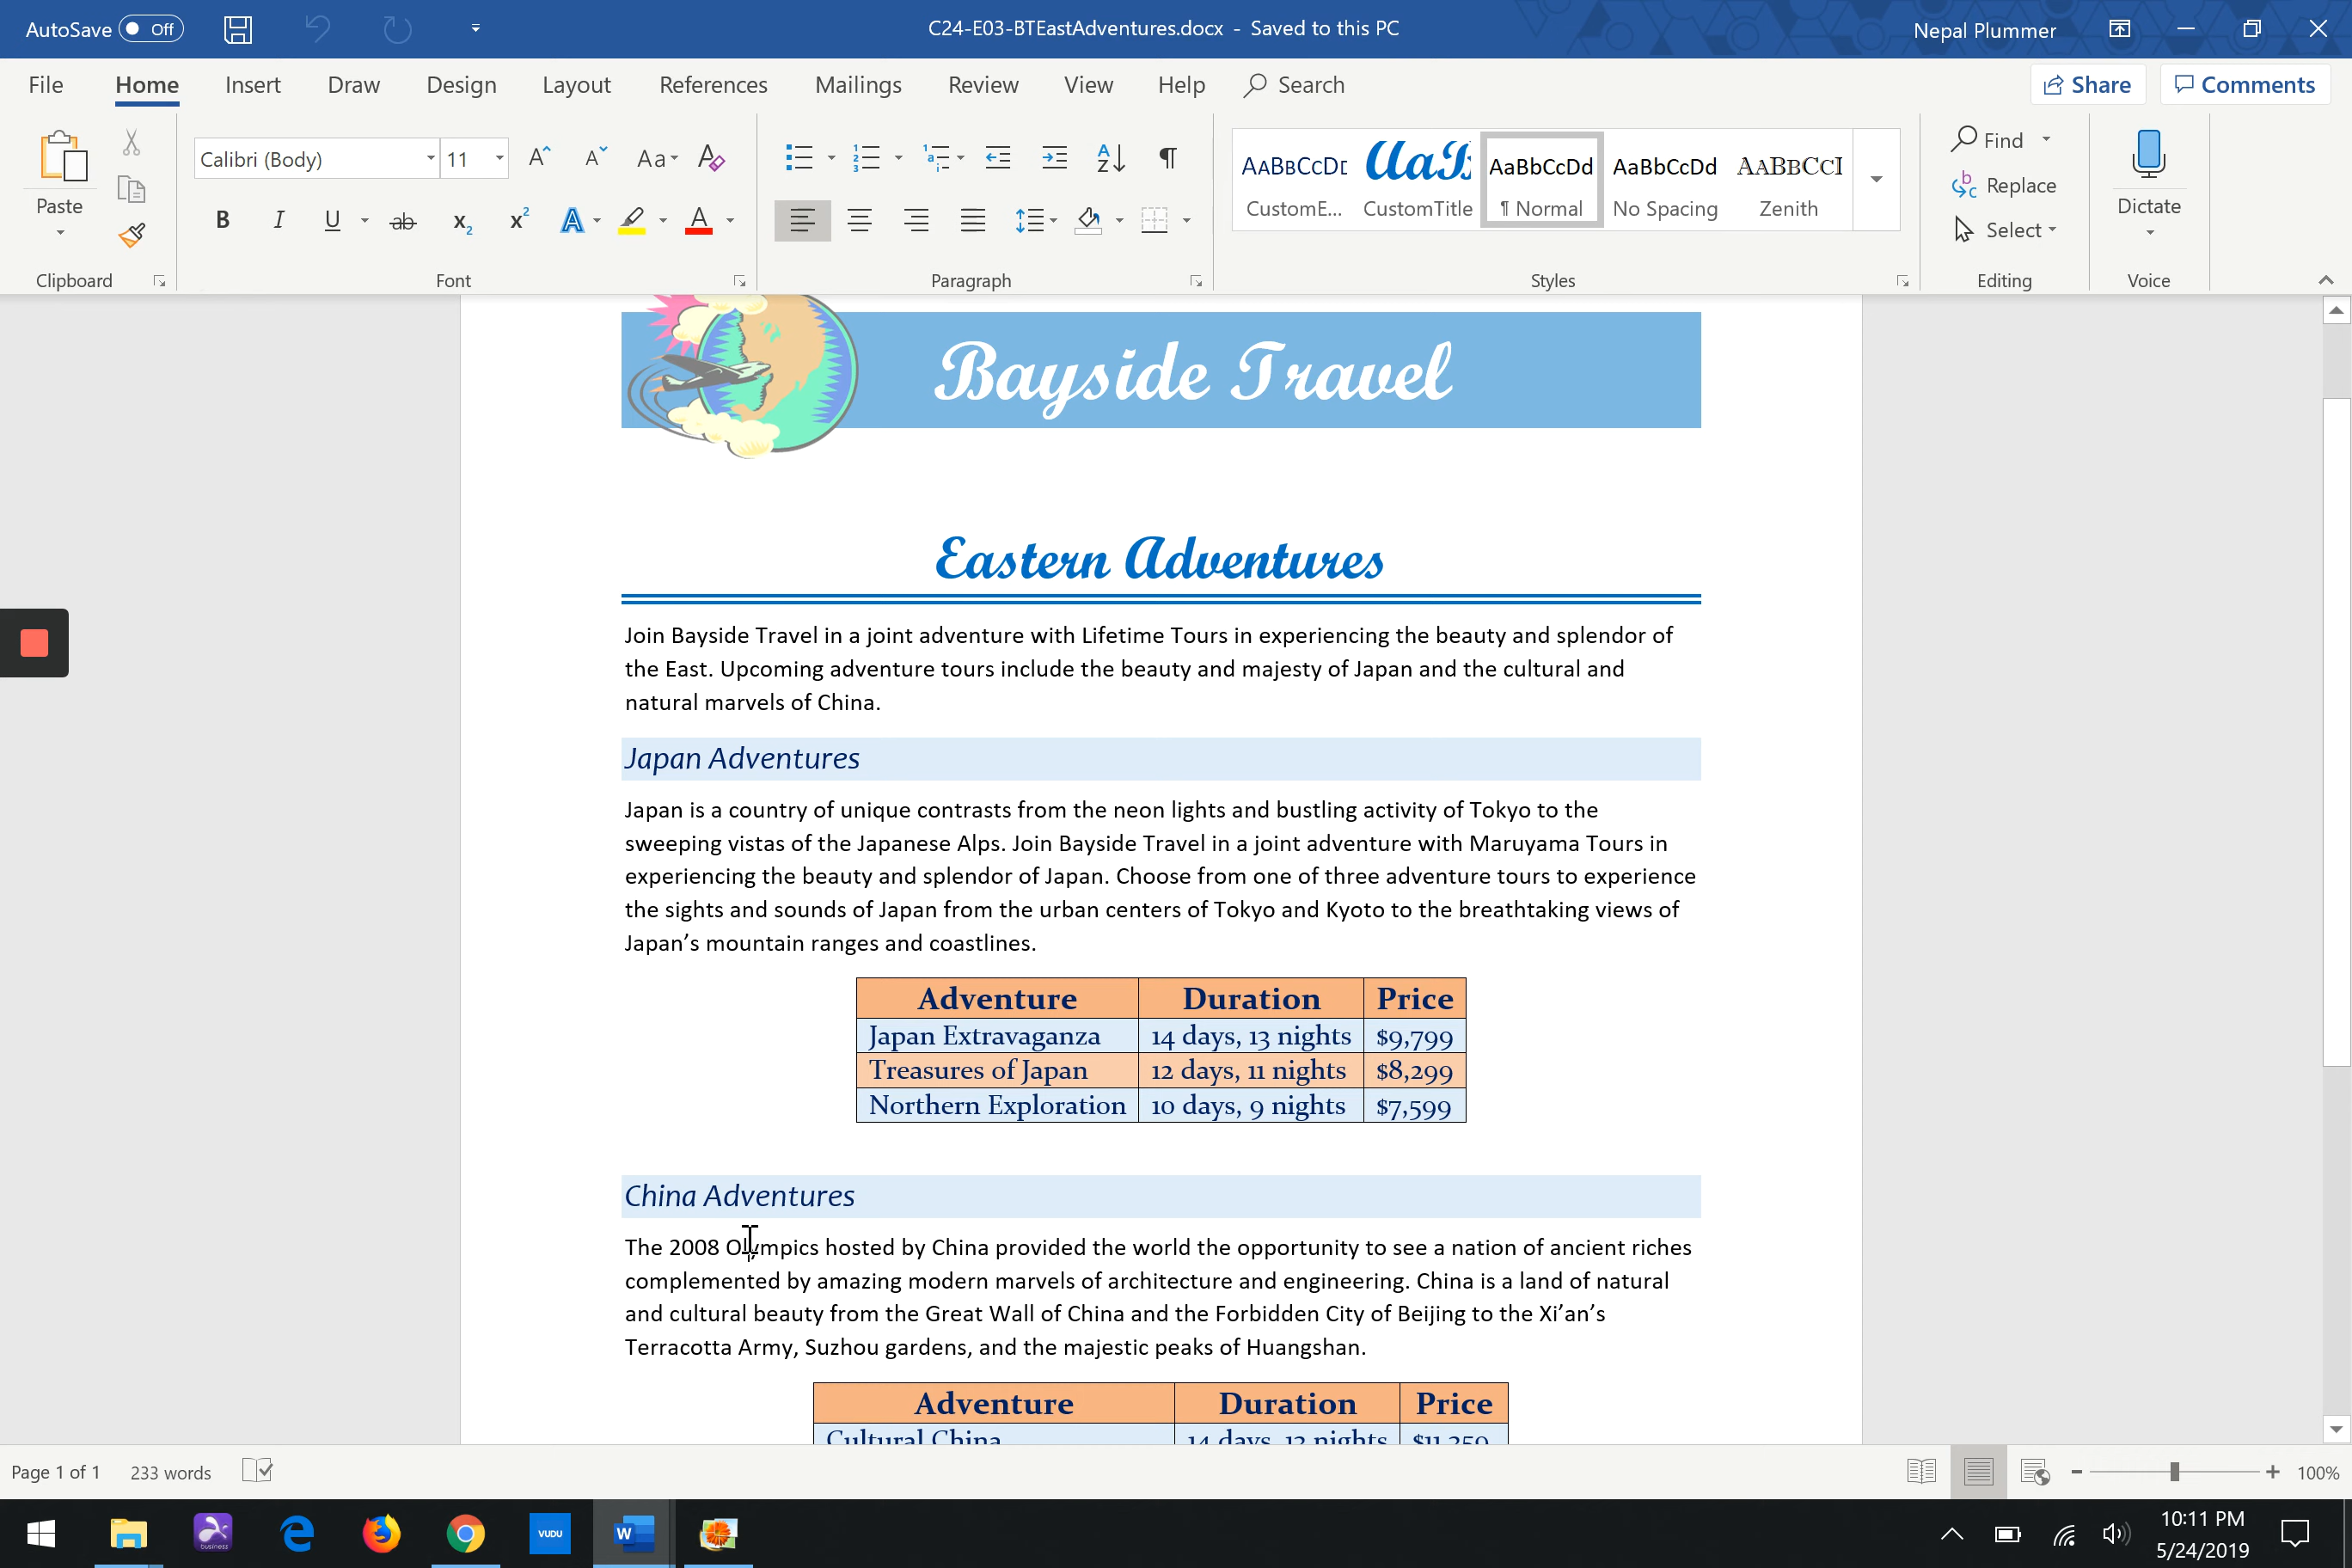 AutoSave Off C24-E03-BTEastAdventures.docx - Saved to this PC Nepal Plummer
File Home Insert Draw Design Layout References Mailings Review View Help Search Share Comments
Paste
Clipboard
Calibri (Body) 11
Font
Paragraph
AaBbCcDd AaBbCcDd AaBbCcI
CustomE... CustomTitle ¶ Normal No Spacing Zenith
Styles
Find
Replace
Select
Editing
Dictate
Voice
Bayside Travel
Eastern Adventures
Join Bayside Travel in a joint adventure with Lifetime Tours in experiencing the beauty and splendor of
the East. Upcoming adventure tours include the beauty and majesty of Japan and the cultural and
natural marvels of China.
Japan Adventures
Japan is a country of unique contrasts from the neon lights and bustling activity of Tokyo to the
sweeping vistas of the Japanese Alps. Join Bayside Travel in a joint adventure with Maruyama Tours in
experiencing the beauty and splendor of Japan. Choose from one of three adventure tours to experience
the sights and sounds of Japan from the urban centers of Tokyo and Kyoto to the breathtaking views of
Japan’s mountain ranges and coastlines.
Adventure Duration Price
Japan Extravaganza 14 days, 13 nights $9,799
Treasures of Japan 12 days, 11 nights $8,299
Northern Exploration 10 days, 9 nights $7,599
China Adventures
The 2008 Olympics hosted by China provided the world the opportunity to see a nation of ancient riches
complemented by amazing modern marvels of architecture and engineering. China is a land of natural
and cultural beauty from the Great Wall of China and the Forbidden City of Beijing to the Xi’an’s
Terracotta Army, Suzhou gardens, and the majestic peaks of Huangshan.
Adventure Duration Price
Cultural China 14 days, 13 nights
Page 1 of 1 233 words 100%
business VUDU W 10:11 PM
5/24/2019